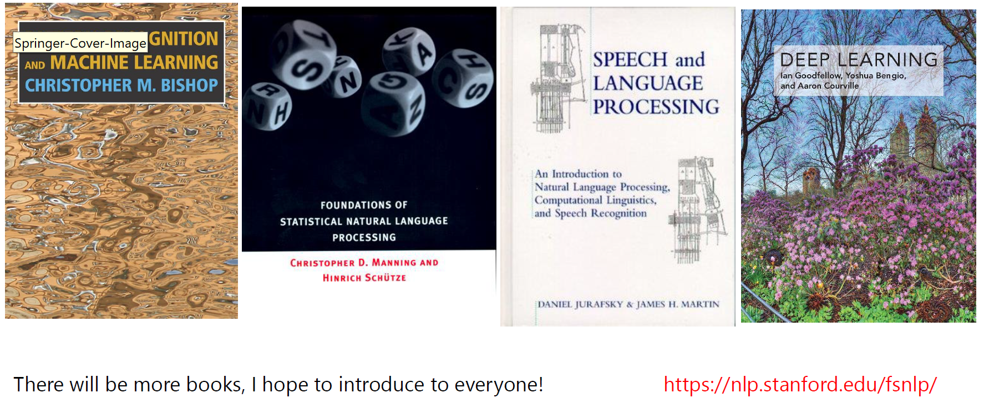 Springer-Cover-Image
GNITION
AND MACHINE LEARNING
CHRISTOPHER M. BISHOP
FOUNDATIONS OF
STATISTICAL NATURAL LANGUAGE
PROCESSING
CHRISTOPHER D. MANNING AND
HINRICH SCHÜTZE
SPEECH and
LANGUAGE
PROCESSING
An Introduction to
Natural Language Processing,
Computational Linguistics,
and Speech Recognition
DANIEL JURAFSKY & JAMES H. MARTIN
DEEP LEARNING
Ian Goodfellow, Yoshua Bengio,
and Aaron Courville
There will be more books, I hope to introduce to everyone!
https://nlp.stanford.edu/fsnlp/